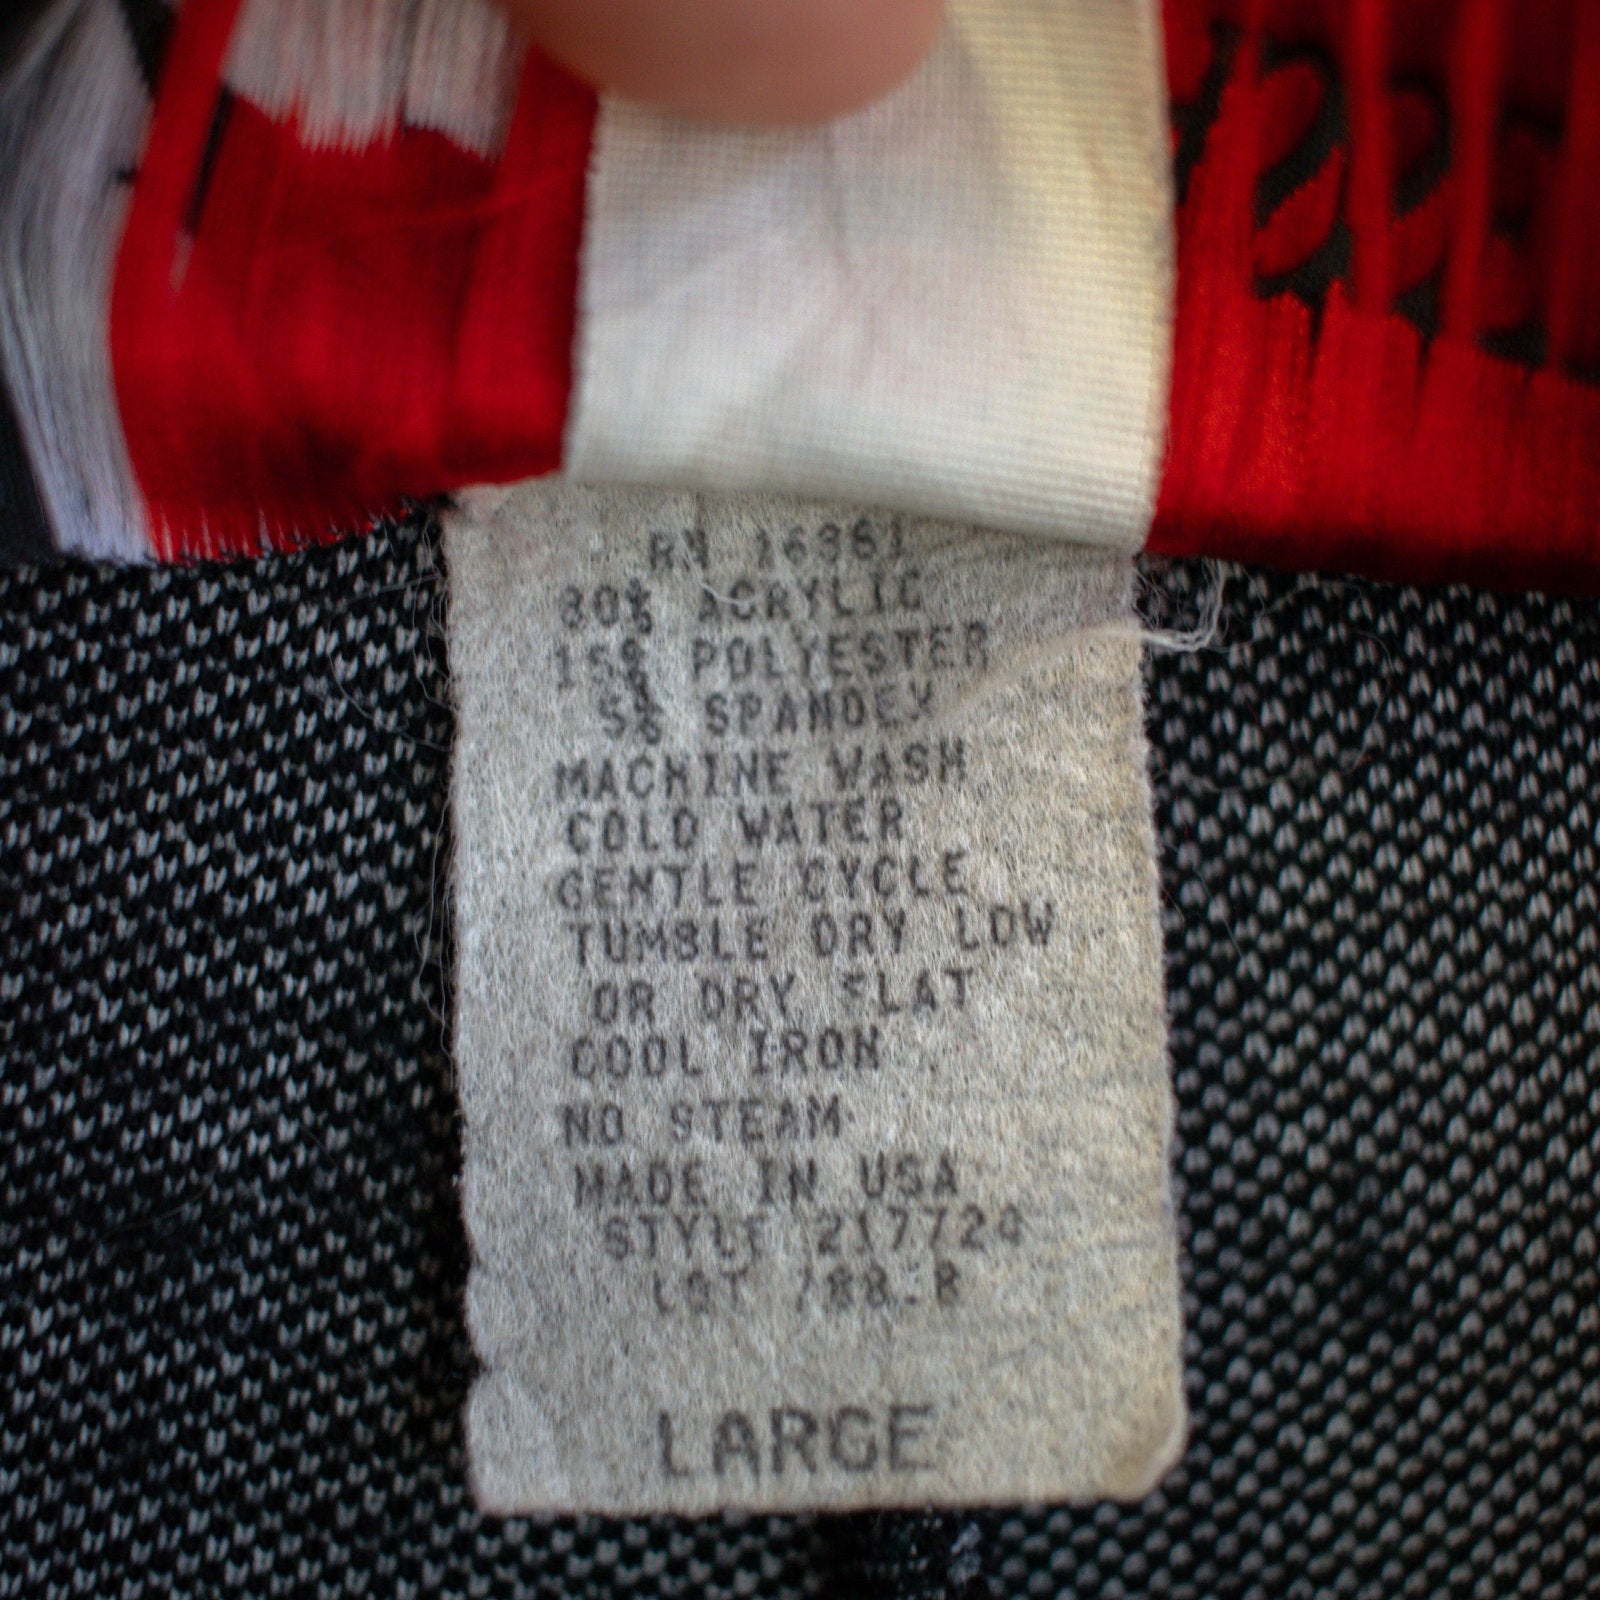 RN 16361
80% ACRYLIC
15% POLYESTER
5% SPANDEX
MACHINE WASH
COLD WATER
GENTLE CYCLE
TUMBLE DRY LOW
OR DRY FLAT
COOL IRON
NO STEAM
MADE IN USA
STYLE
LARGE